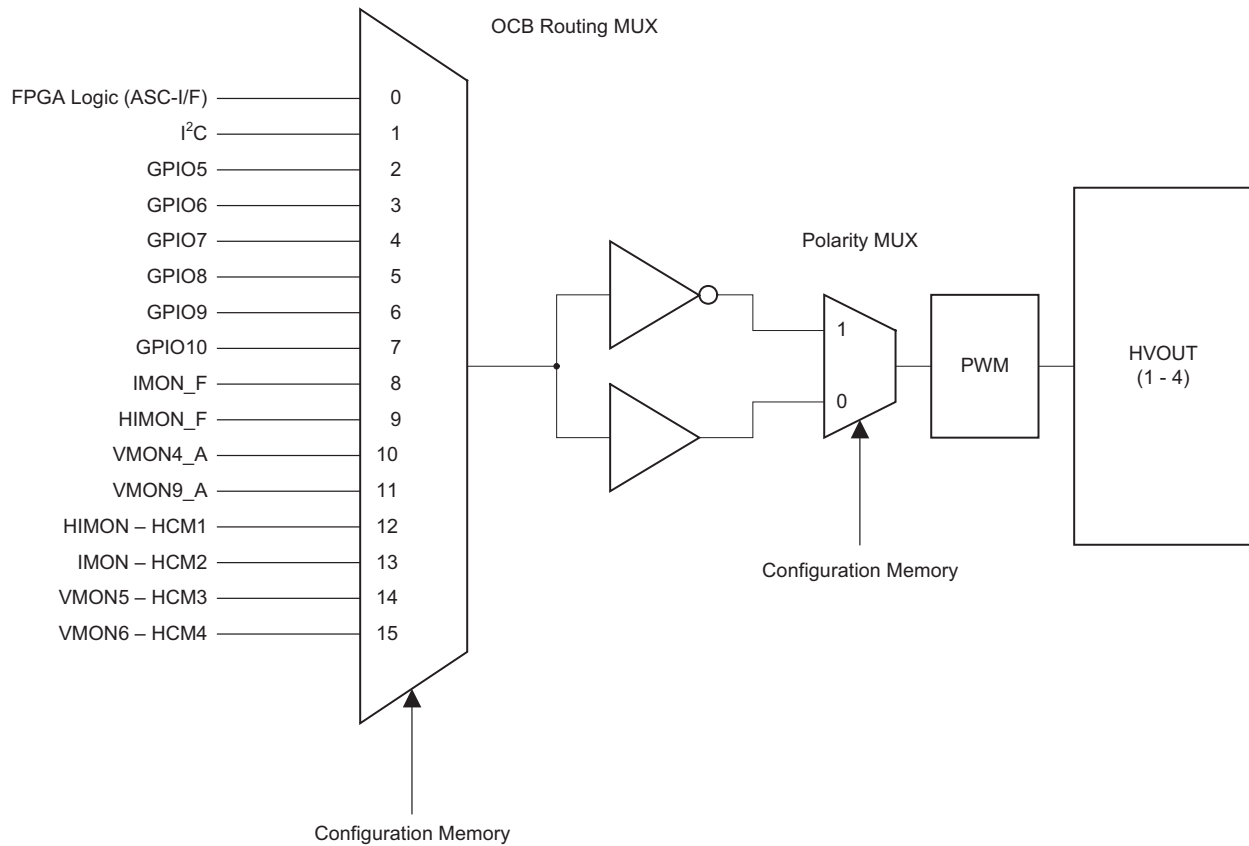 OCB Routing MUX
FPGA Logic (ASC-I/F) 0
I²C 1
GPIO5 2
GPIO6 3
GPIO7 4
GPIO8 5
GPIO9 6
GPIO10 7
IMON_F 8
HIMON_F 9
VMON4_A 10
VMON9_A 11
HIMON – HCM1 12
IMON – HCM2 13
VMON5 – HCM3 14
VMON6 – HCM4 15
Configuration Memory
Polarity MUX
1
0
Configuration Memory
PWM
HVOUT
(1 - 4)